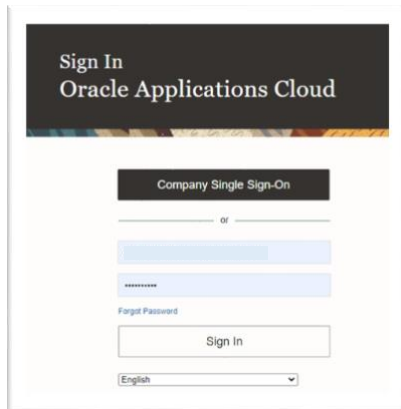 Sign In
Oracle Applications Cloud
Company Single Sign-On
or
••••••••••
Forgot Password
Sign In
English